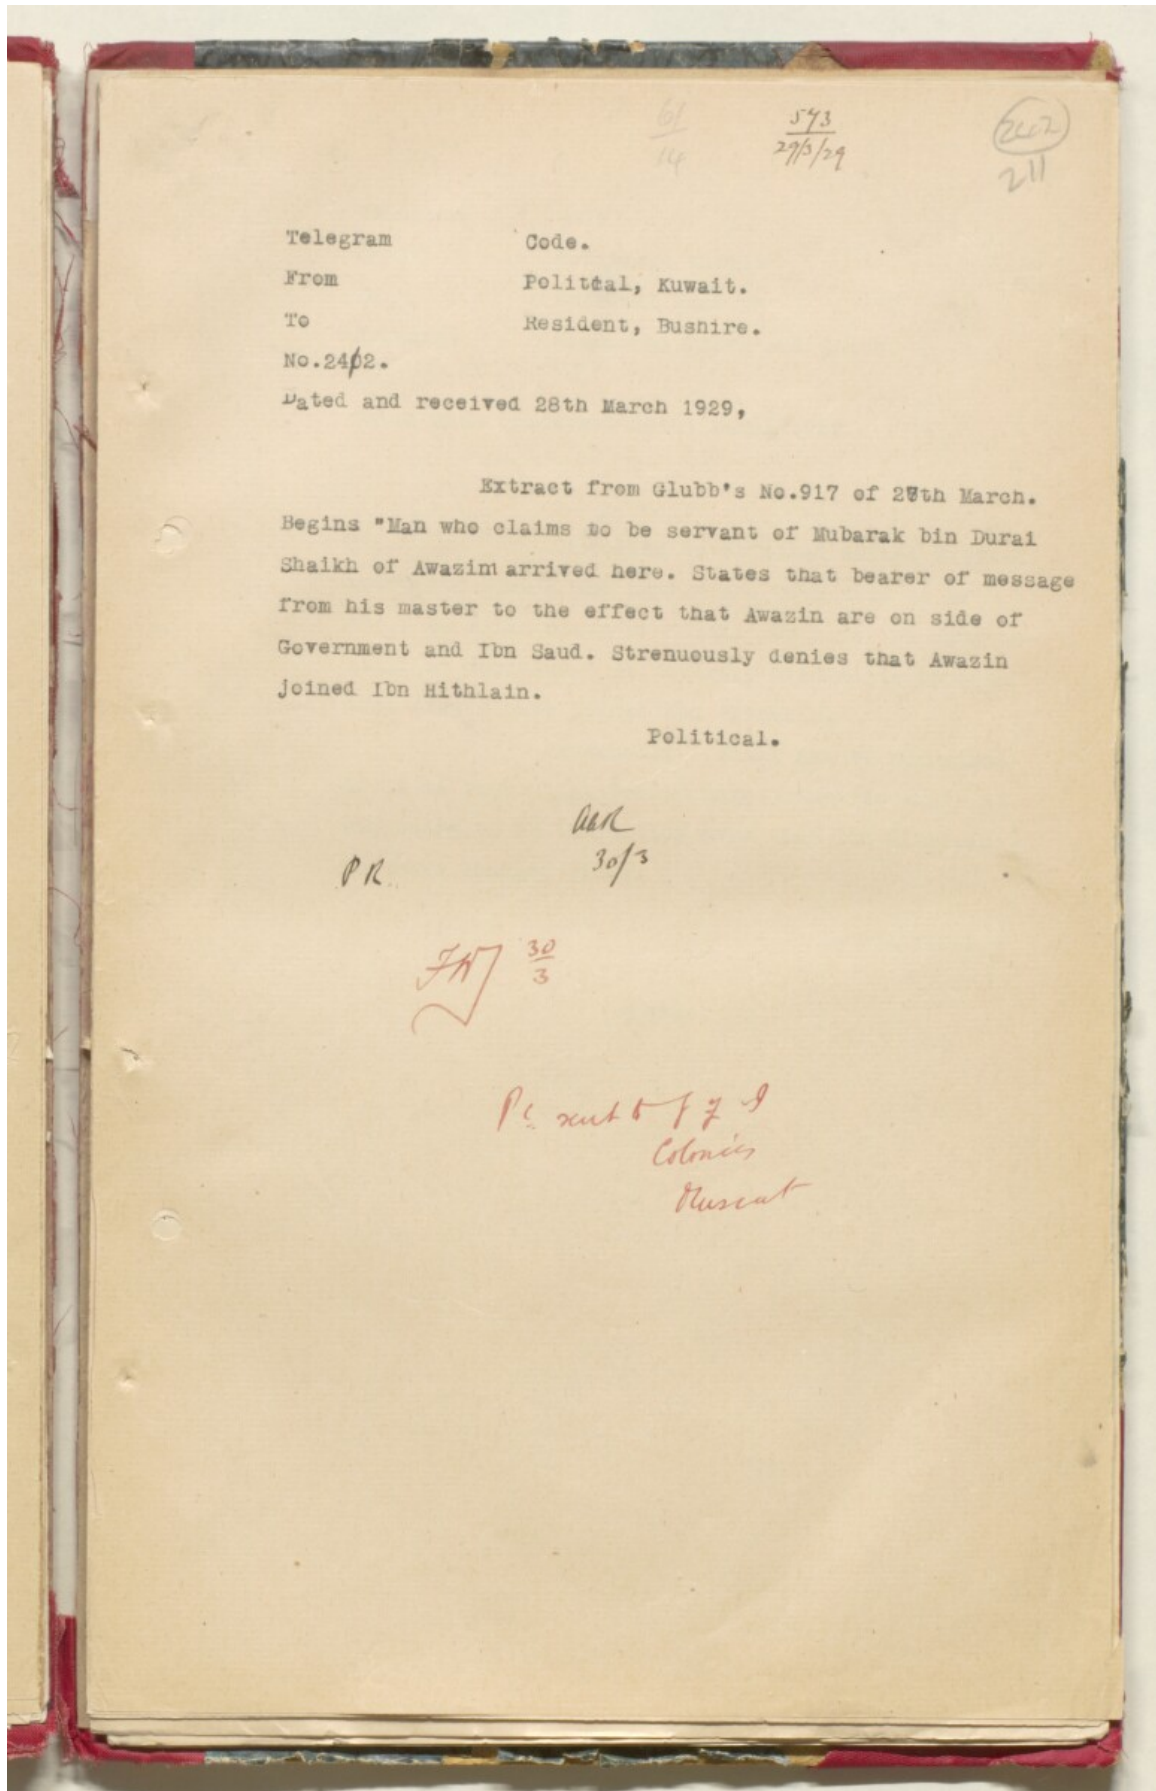 61
14
573
29/3/29
242
211
Telegram Code.
From Political, Kuwait.
To Resident, Bushire.
No.2402.
Dated and received 28th March 1929,
Extract from Glubb's No.917 of 28th March.
Begins "Man who claims to be servant of Mubarak bin Durai
Shaikh of Awazim arrived here. States that bearer of message
from his master to the effect that Awazin are on side of
Government and Ibn Saud. Strenuously denies that Awazin
joined Ibn Hithlain.
Political.
30/3
P R
30
3
Colonies
Muscat